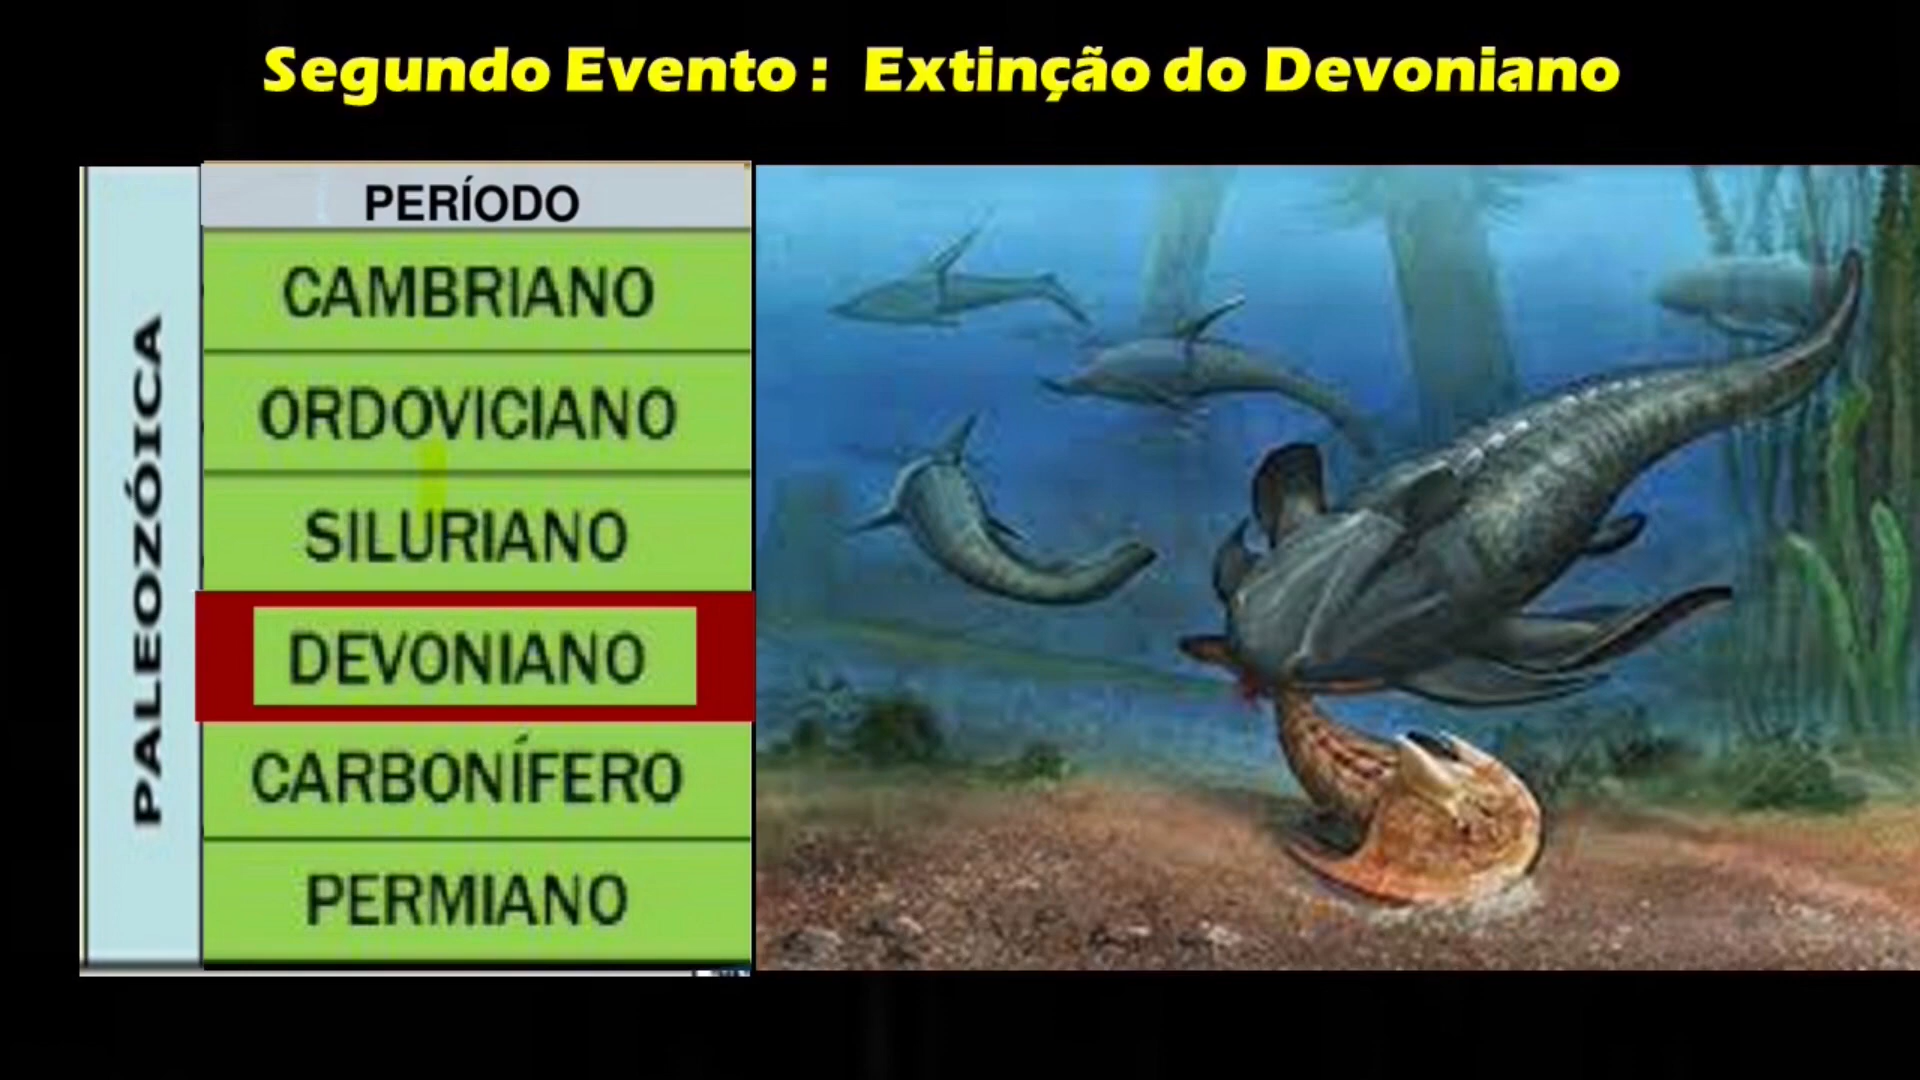 Segundo Evento : Extinção do Devoniano
PALEOZÓICA
PERÍODO
CAMBRIANO
ORDOVICIANO
SILURIANO
DEVONIANO
CARBONÍFERO
PERMIANO